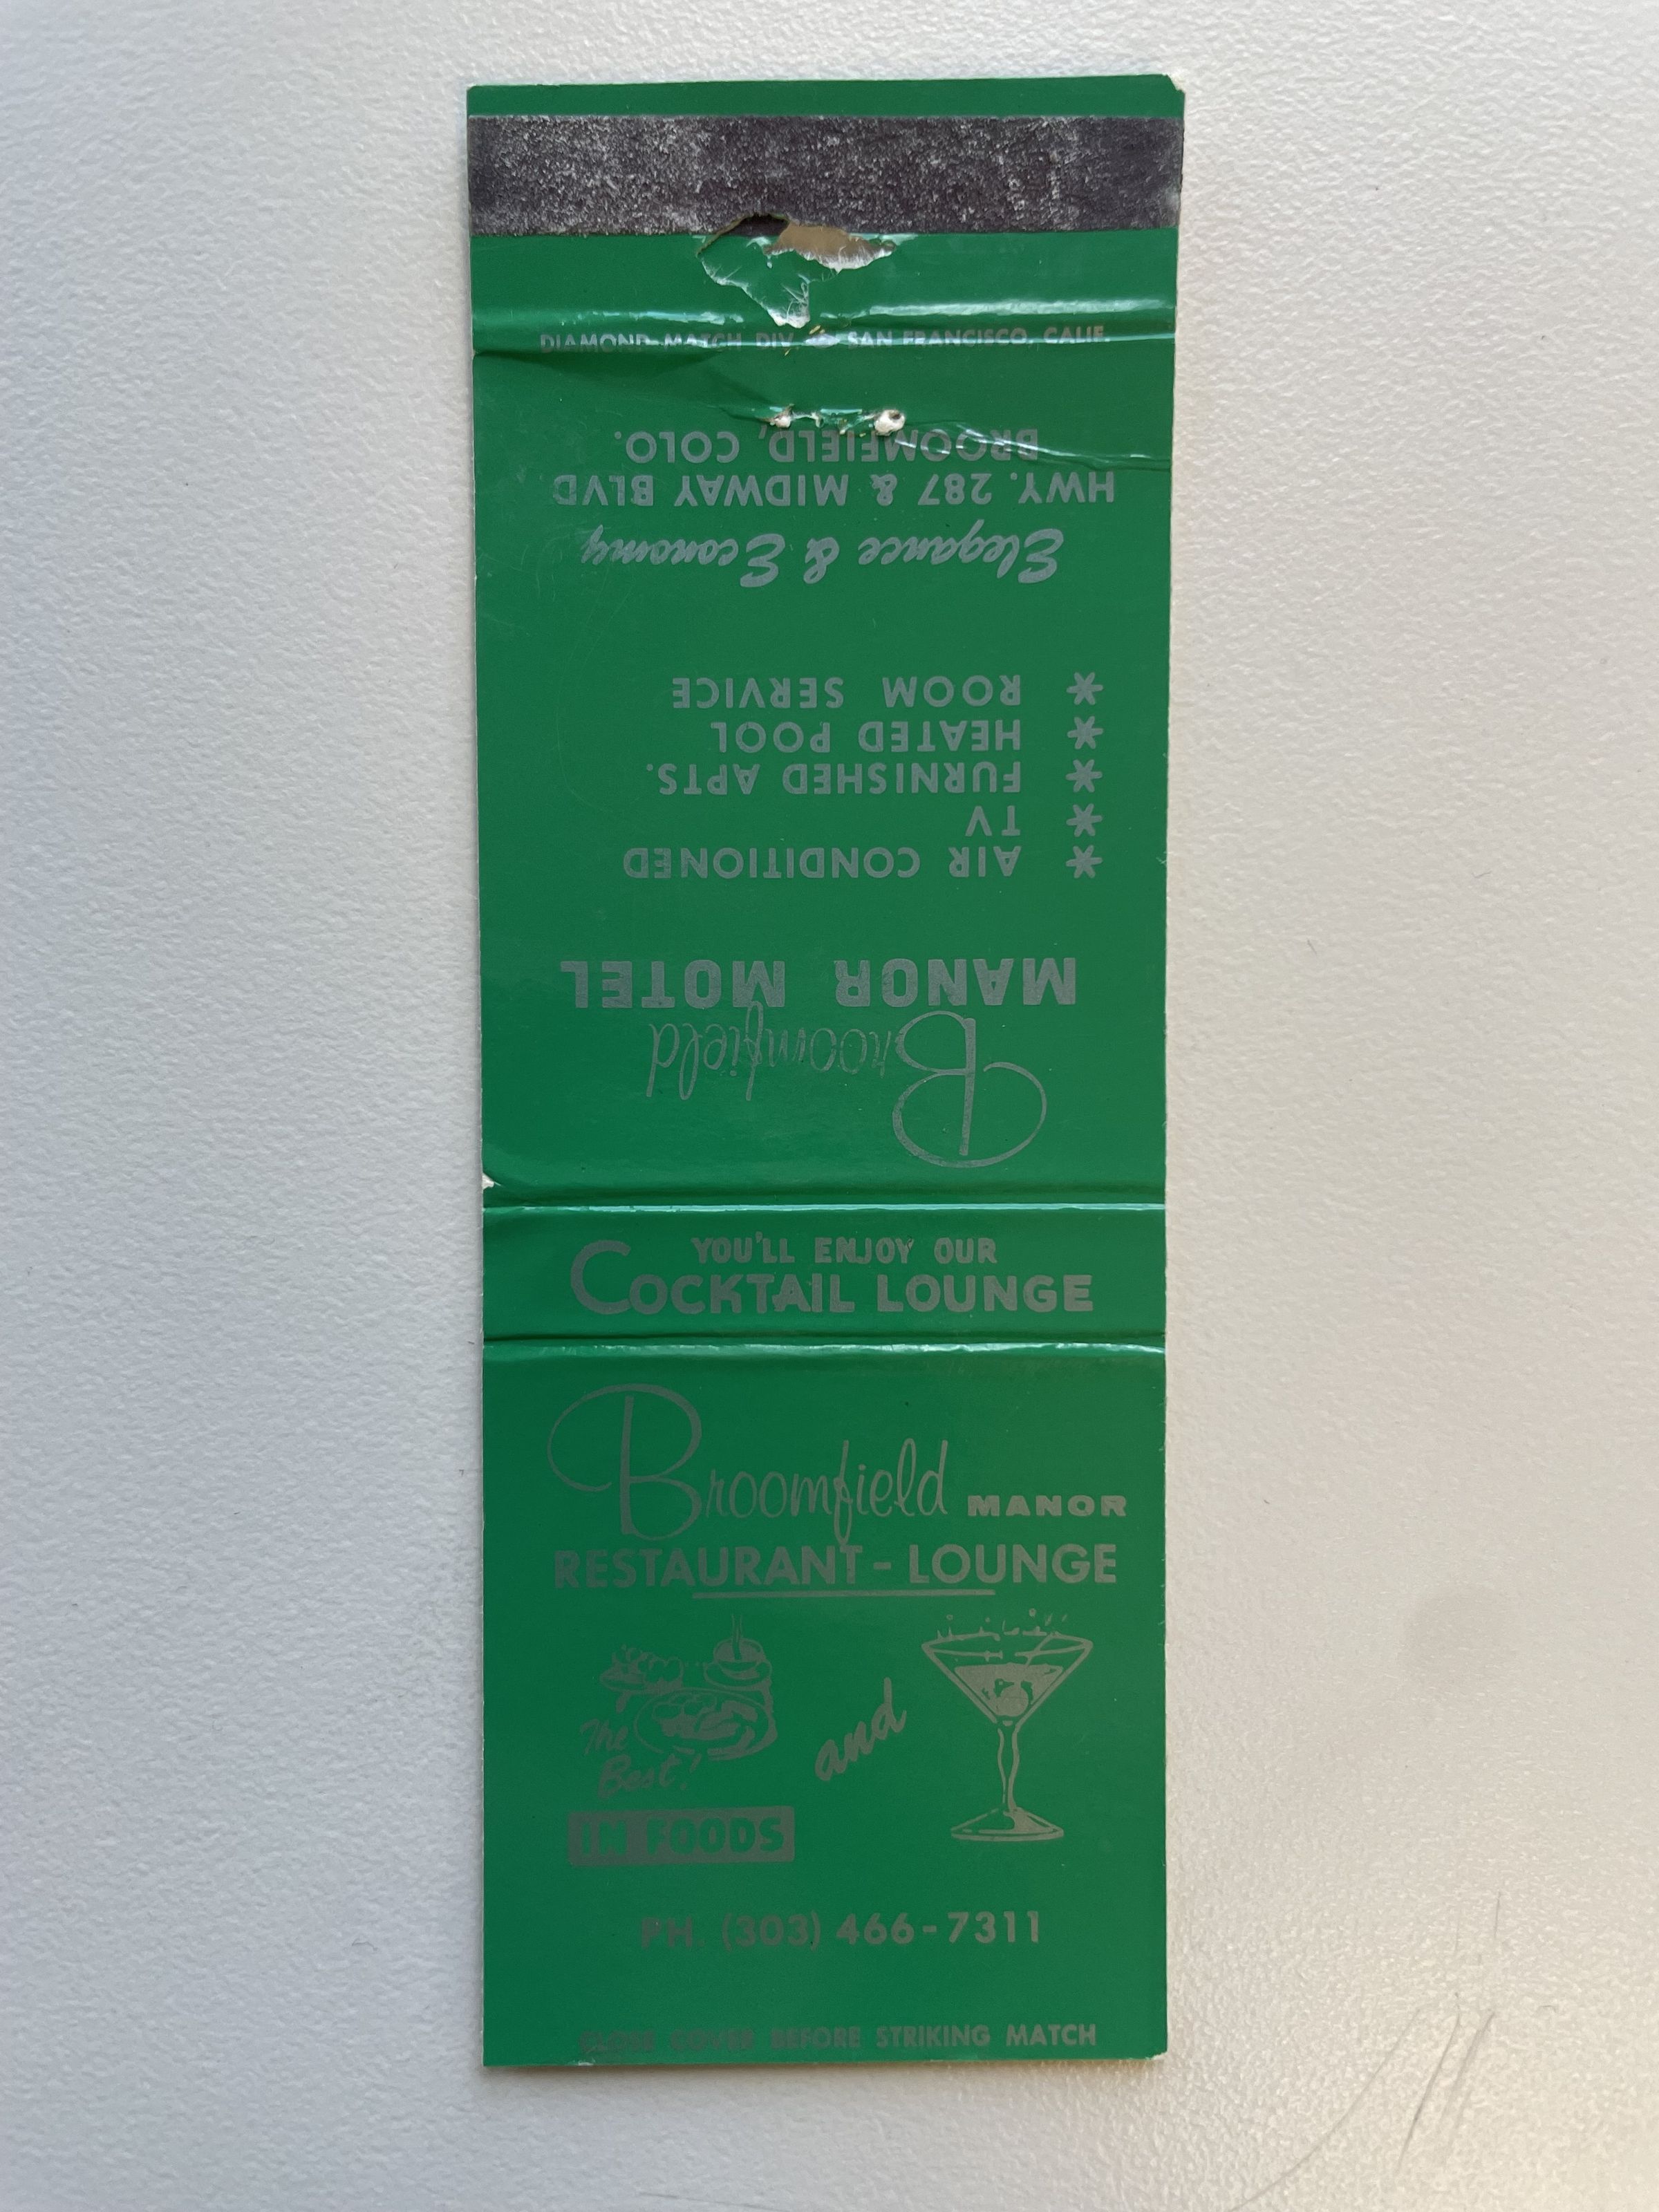 DIAMOND MATCH DIV. SAN FRANCISCO, CALIF.
Broomfield
MANOR MOTEL
* AIR CONDITIONED
* TV
* FURNISHED APTS.
* HEATED POOL
* ROOM SERVICE
Elegance & Economy
HWY. 287 & MIDWAY BLVD
BROOMFIELD, COLO.
YOU'LL ENJOY OUR
COCKTAIL LOUNGE
Broomfield MANOR
RESTAURANT - LOUNGE
The
Best!
IN FOODS
and
PH. (303) 466-7311
CLOSE COVER BEFORE STRIKING MATCH